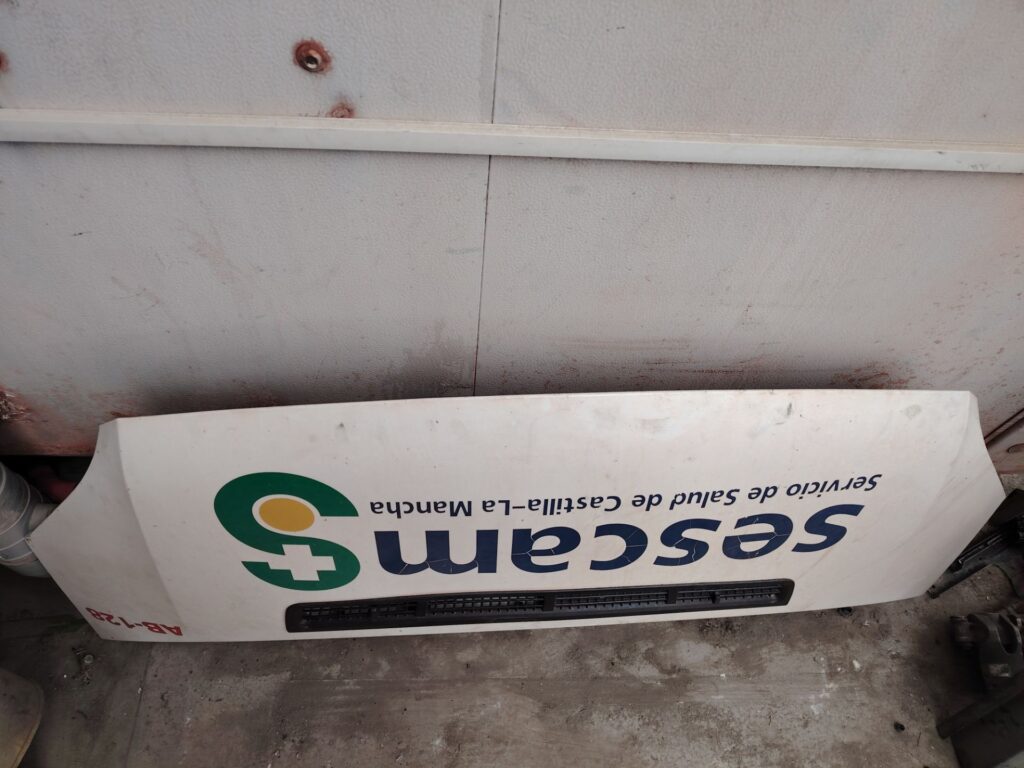 sescam
Servicio de Salud de Castilla-La Mancha
AB-128